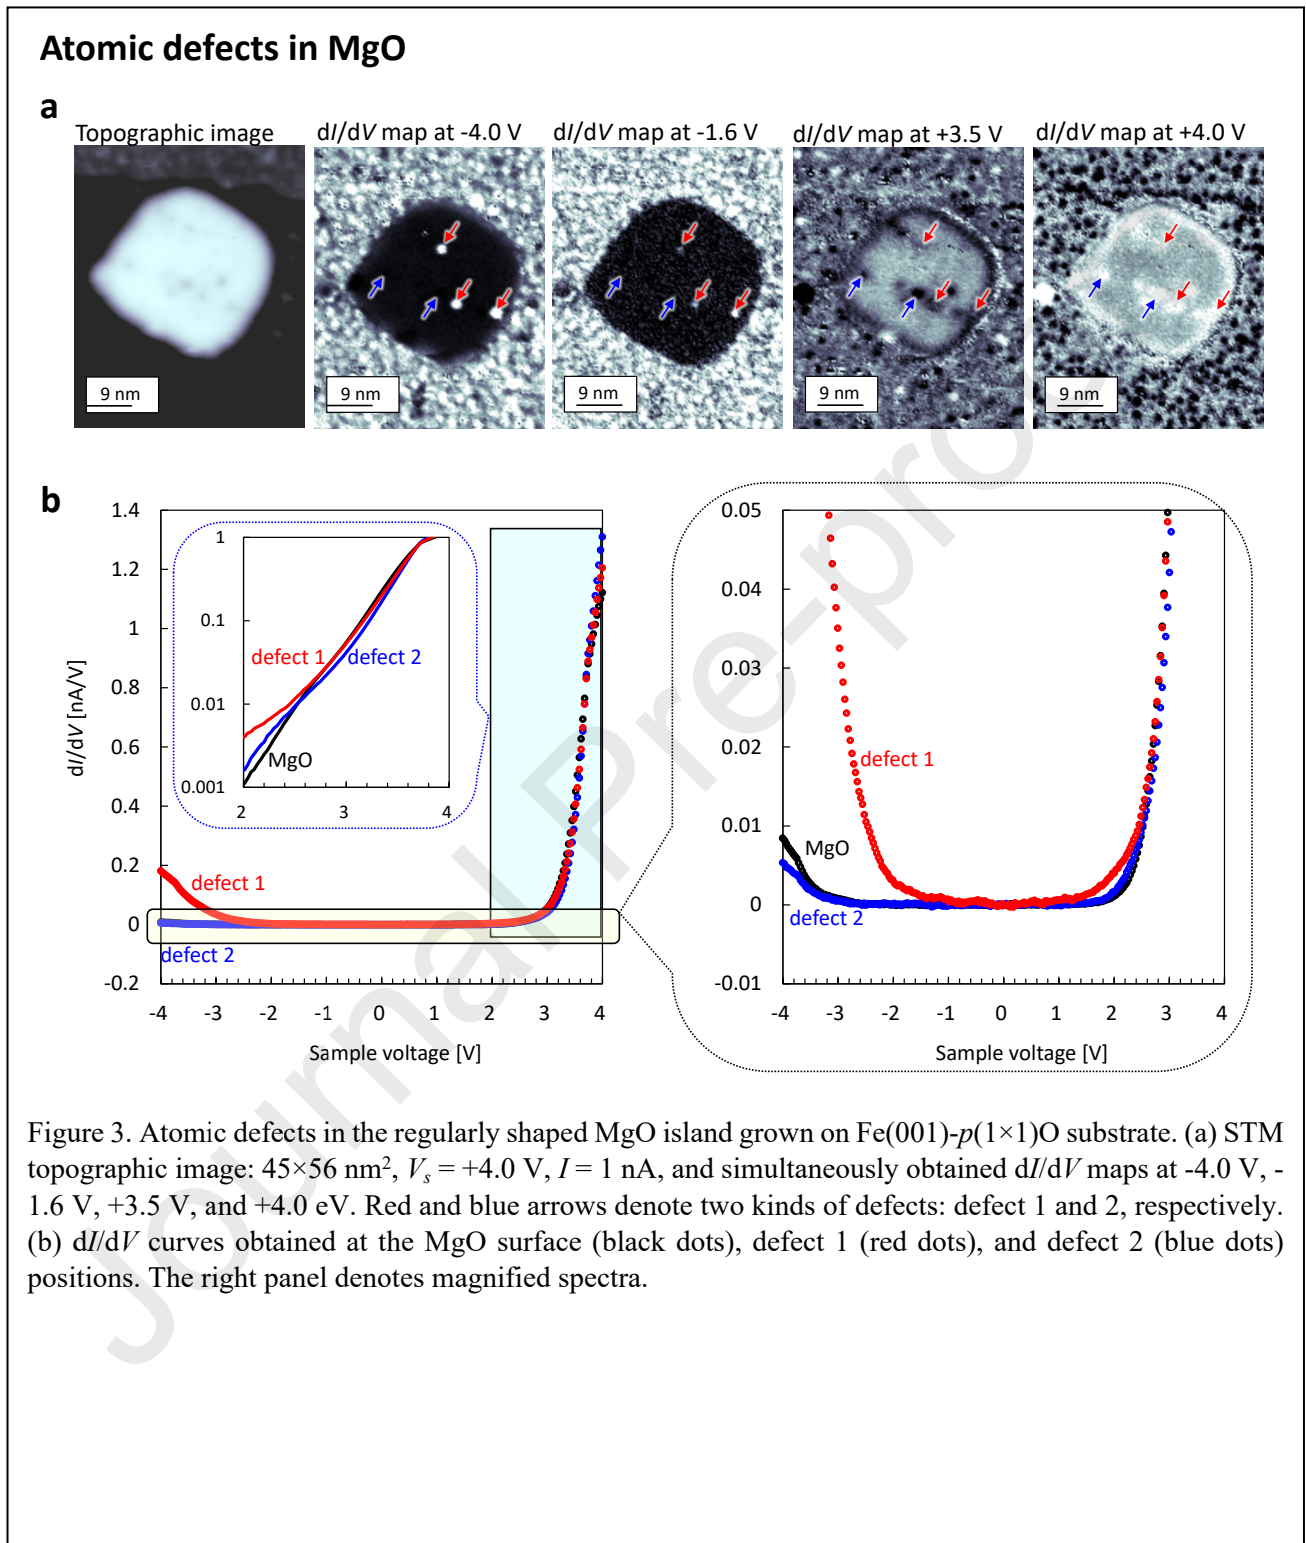 Atomic defects in MgO
a
Topographic image
dI/dV map at -4.0 V
dI/dV map at -1.6 V
dI/dV map at +3.5 V
dI/dV map at +4.0 V
9 nm
9 nm
9 nm
9 nm
9 nm
b
1.4
1.2
1
0.8
0.6
0.4
0.2
0
-0.2
dI/dV [nA/V]
-4 -3 -2 -1 0 1 2 3 4
Sample voltage [V]
1
0.1
0.01
0.001
2 3 4
defect 1
defect 2
MgO
defect 1
defect 2
0.05
0.04
0.03
0.02
0.01
0
-0.01
defect 1
MgO
defect 2
-4 -3 -2 -1 0 1 2 3 4
Sample voltage [V]
Journal Pre-proof
Figure 3. Atomic defects in the regularly shaped MgO island grown on Fe(001)-p(1×1)O substrate. (a) STM
topographic image: 45×56 nm², Vs = +4.0 V, I = 1 nA, and simultaneously obtained dI/dV maps at -4.0 V, -
1.6 V, +3.5 V, and +4.0 eV. Red and blue arrows denote two kinds of defects: defect 1 and 2, respectively.
(b) dI/dV curves obtained at the MgO surface (black dots), defect 1 (red dots), and defect 2 (blue dots)
positions. The right panel denotes magnified spectra.